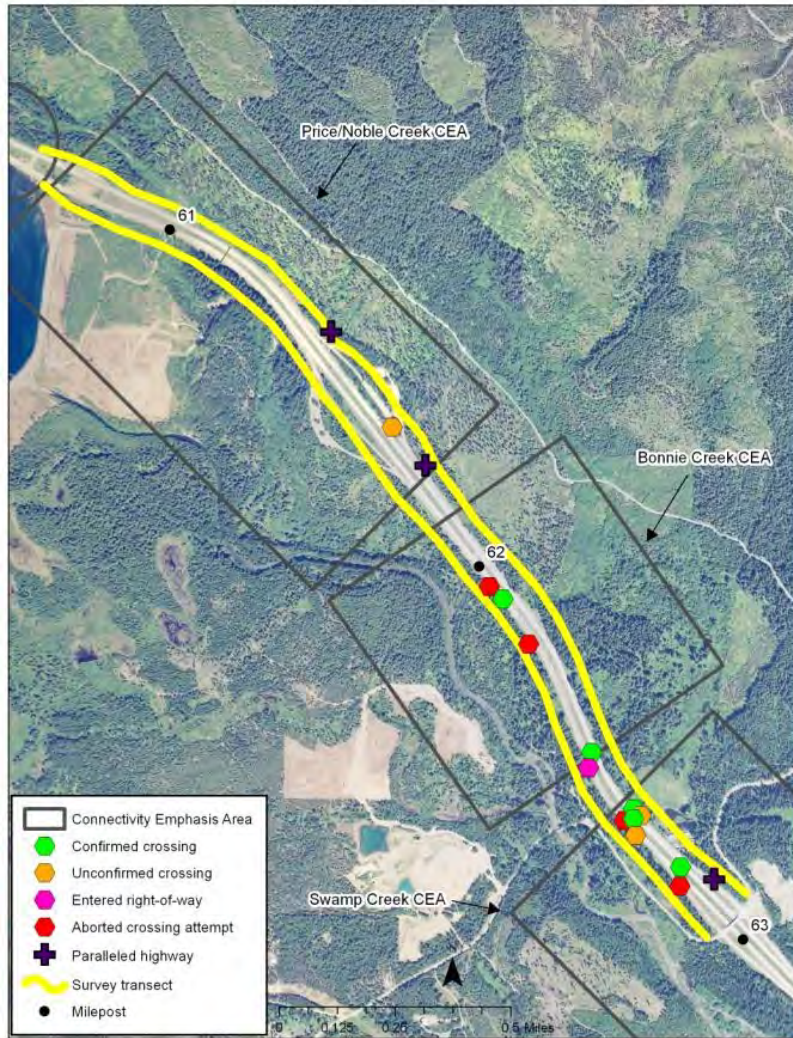 Price/Noble Creek CEA
61
Bonnie Creek CEA
62
Connectivity Emphasis Area
Confirmed crossing
Unconfirmed crossing
Entered right-of-way
Aborted crossing attempt
Paralleled highway
Survey transect
Milepost
Swamp Creek CEA
63
0 0.125 0.25 0.5 Miles